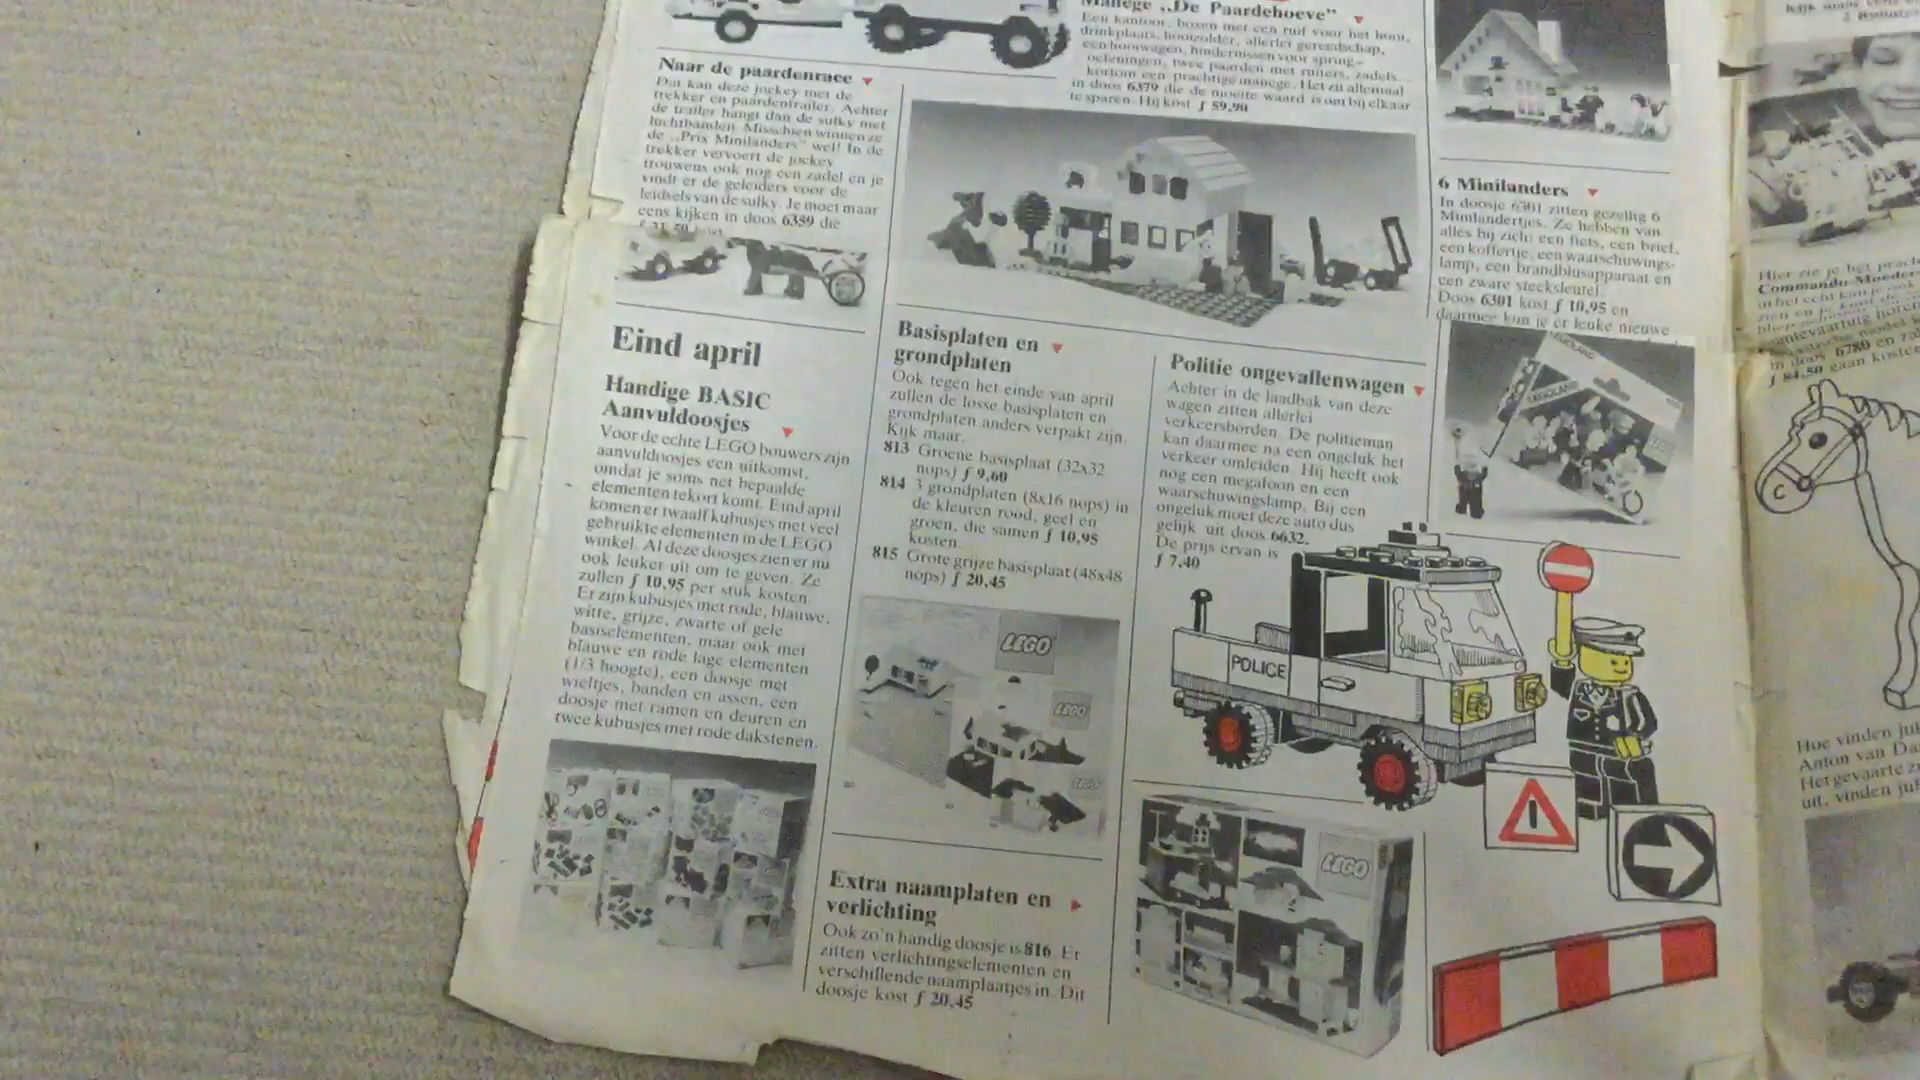 Naar de paardenrace
Dat kan deze jockey met de
trekker en paardentrailer. Achter
de trailer hangt dan de sulky met
luchtbanden. Misschien winnen ze
de „Prix Minilanders” wel! In de
trekker vervoert de jockey
trouwens ook nog een zadel en je
vindt er de geleiders voor de
leidsels van de sulky. Je moet maar
eens kijken in doos 6359 die
Manege „De Paardehoeve”
Een kantoor, boxen met een ruif voor het hooi,
drinkplaats, hooizolder, allerlei gereedschap,
een hooiwagen, hindernissen voor spring-
oefeningen, twee paarden met ruiters, zadels...
kortom een prachtige manege. Het zit allemaal
in doos 6379 die de moeite waard is om bij elkaar
te sparen. Hij kost ƒ 59,90
6 Minilanders
In doosje 6301 zitten gezellig 6
Minilandertjes. Ze hebben van
alles bij zich: een fiets, een brief,
een koffertje, een waarschuwings-
lamp, een brandblusapparaat en
een zware steeksleutel.
Doos 6301 kost ƒ 10,95 en
daarmee kun je er leuke nieuwe
LEGOLAND
LEGOLAND
LEGO
Eind april
Handige BASIC
Aanvuldoosjes
Voor de echte LEGO bouwers zijn
aanvuldoosjes een uitkomst,
omdat je soms net bepaalde
elementen tekort komt. Eind april
komen er twaalf kubusjes met veel
gebruikte elementen in de LEGO
winkel. Al deze doosjes zien er nu
ook leuker uit om te geven. Ze
zullen ƒ 10,95 per stuk kosten.
Er zijn kubusjes met rode, blauwe,
witte, grijze, zwarte of gele
basiselementen, maar ook met
blauwe en rode lage elementen
(1/3 hoogte), een doosje met
wieltjes, banden en assen, een
doosje met ramen en deuren en
twee kubusjes met rode dakstenen.
Basisplaten en
grondplaten
Ook tegen het einde van april
zullen de losse basisplaten en
grondplaten anders verpakt zijn.
Kijk maar.
813 Groene basisplaat (32x32
nops) ƒ 9,60
814 3 grondplaten (8x16 nops) in
de kleuren rood, geel en
groen, die samen ƒ 10,95
kosten.
815 Grote grijze basisplaat (48x48
nops) ƒ 20,45
LEGO
LEGO
LEGO
Extra naamplaten en
verlichting
Ook zo'n handig doosje is 816. Er
zitten verlichtingselementen en
verschillende naamplaatjes in. Dit
doosje kost ƒ 20,45
Politie ongevallenwagen
Achter in de laadbak van deze
wagen zitten allerlei
verkeersborden. De politieman
kan daarmee na een ongeluk het
verkeer omleiden. Hij heeft ook
nog een megafoon en een
waarschuwingslamp. Bij een
ongeluk moet deze auto dus
gelijk uit doos 6632.
De prijs ervan is
ƒ 7,40
POLICE
LEGO
Hier zie je het
in doos 6780 en
ƒ 84,50 gaan
Hoe vinden
Anton van
Het gevaarte
uit, vinden